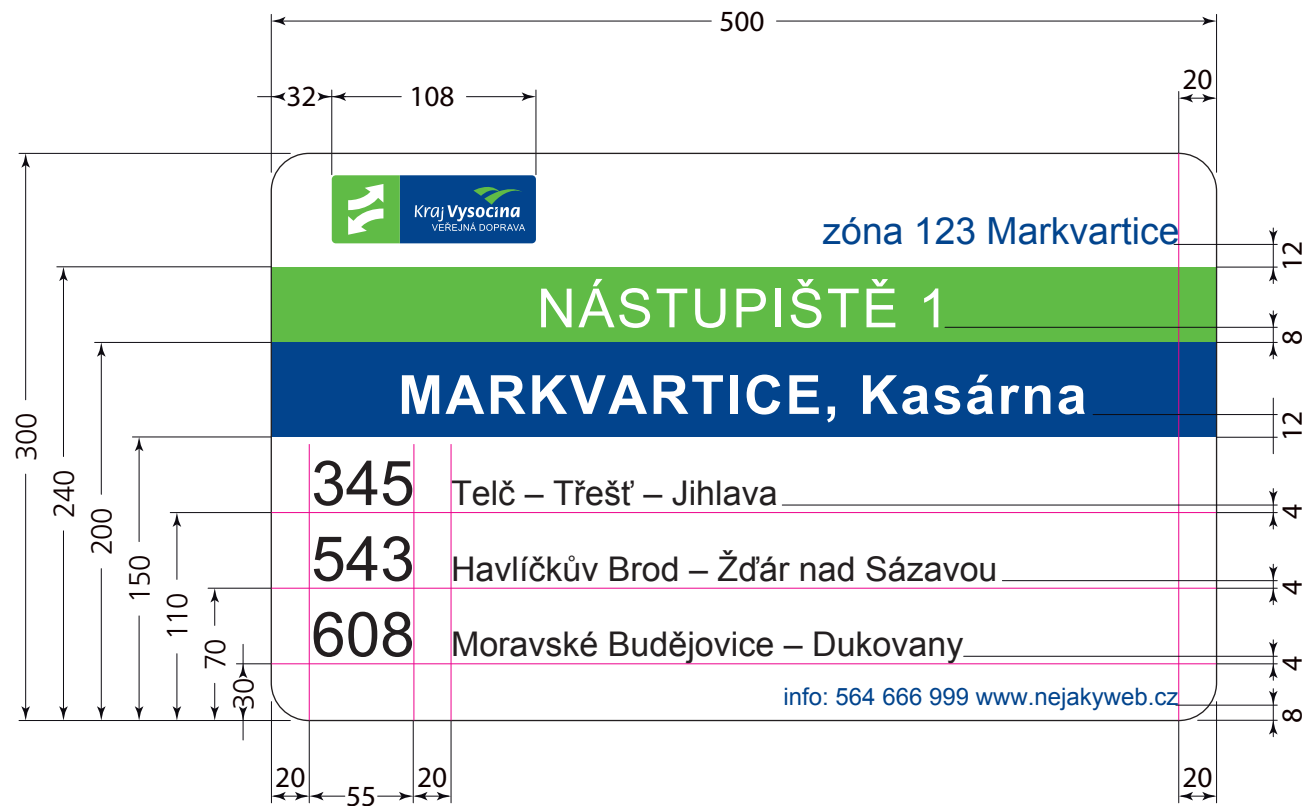 500
32
108
20
Kraj Vysočina
VEŘEJNÁ DOPRAVA
zóna 123 Markvartice
12
NÁSTUPIŠTĚ 1
8
MARKVARTICE, Kasárna
12
300
240
200
150
110
70
30
345 Telč – Třešť – Jihlava
4
543 Havlíčkův Brod – Žďár nad Sázavou
4
608 Moravské Budějovice – Dukovany
4
info: 564 666 999 www.nejakyweb.cz
8
20
55
20
20